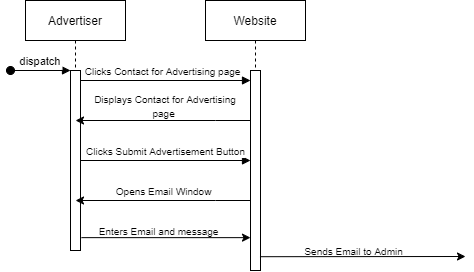 Advertiser
Website
dispatch
Clicks Contact for Advertising page
Displays Contact for Advertising
page
Clicks Submit Advertisement Button
Opens Email Window
Enters Email and message
Sends Email to Admin